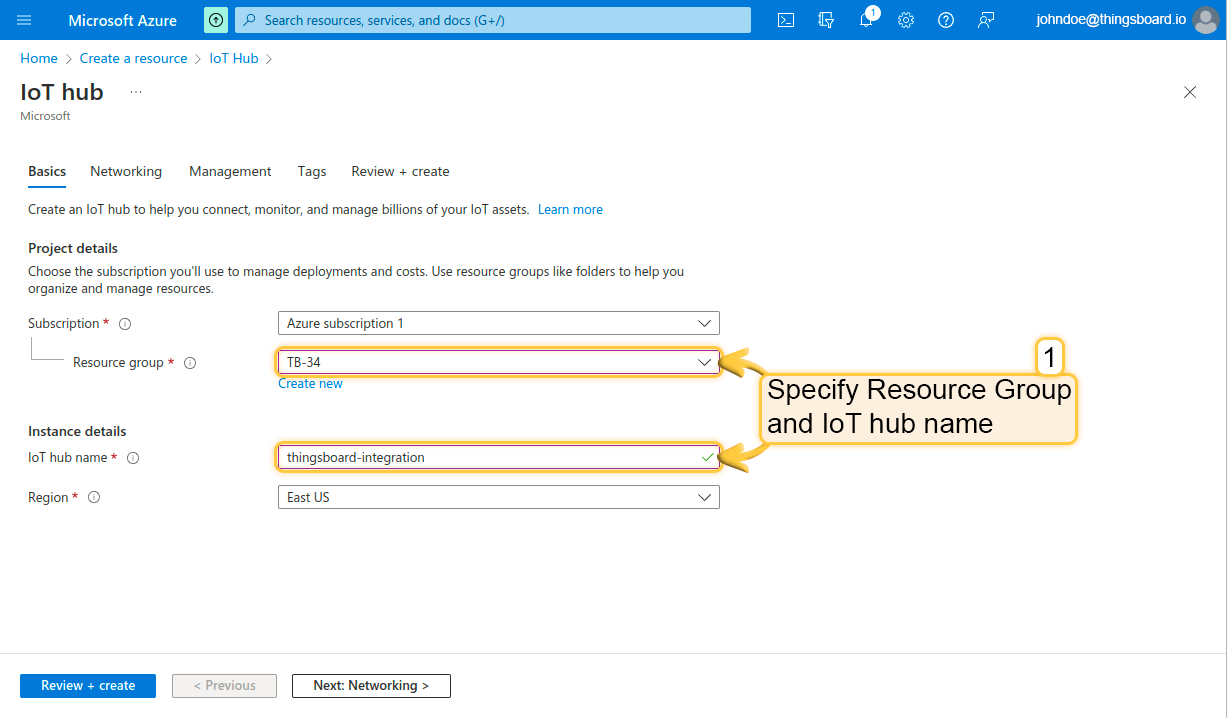 Microsoft Azure
Search resources, services, and docs (G+/)
1
johndoe@thingsboard.io
Home > Create a resource > IoT Hub >
IoT hub ...
Microsoft
Basics Networking Management Tags Review + create
Create an IoT hub to help you connect, monitor, and manage billions of your IoT assets. Learn more
Project details
Choose the subscription you'll use to manage deployments and costs. Use resource groups like folders to help you
organize and manage resources.
Subscription * Azure subscription 1
Resource group * TB-34
Create new
1
Specify Resource Group
and IoT hub name
Instance details
IoT hub name * thingsboard-integration
Region * East US
Review + create < Previous Next: Networking >